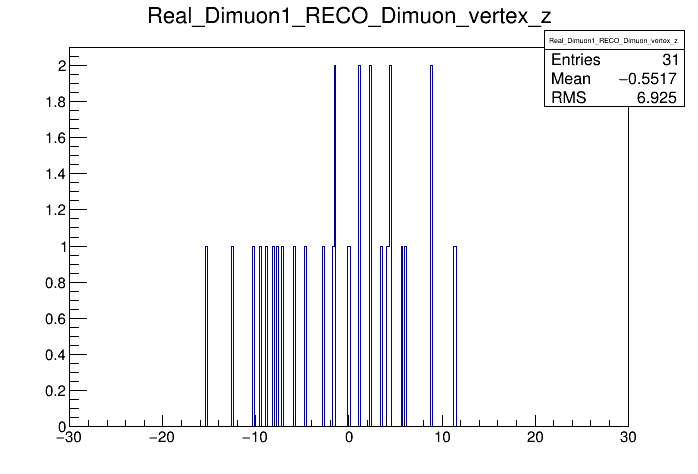 Real_Dimuon1_RECO_Dimuon_vertex_z
Real_Dimuon1_RECO_Dimuon_vertex_z
Entries 31
Mean −0.5517
RMS 6.925
2
1.8
1.6
1.4
1.2
1
0.8
0.6
0.4
0.2
0
−30 −20 −10 0 10 20 30